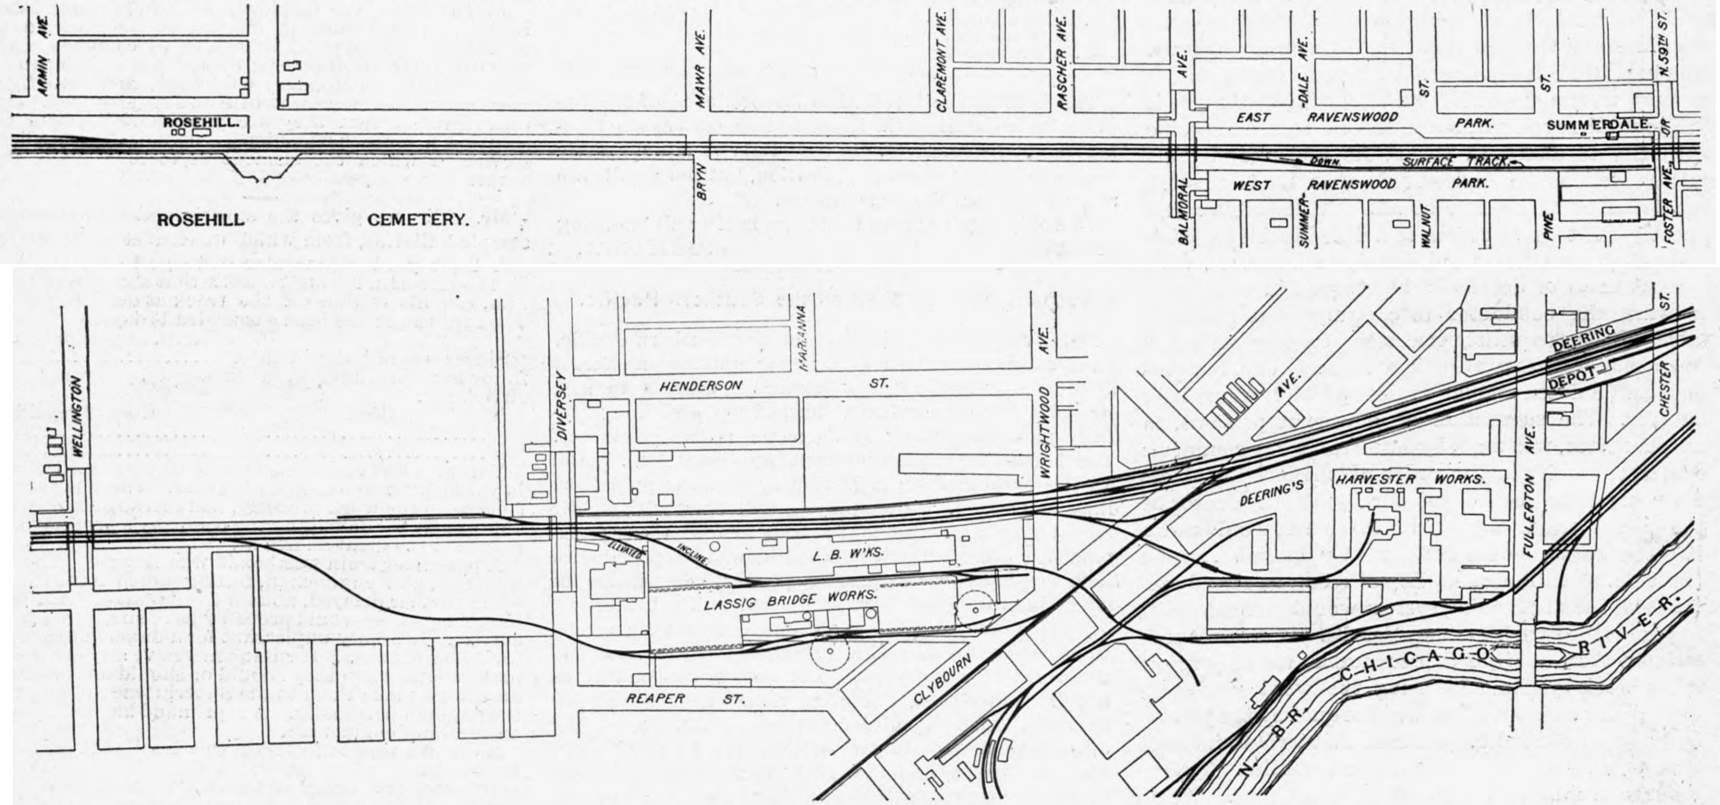 ARMIN AVE.
ROSEHILL.
ROSEHILL CEMETERY.
BRYN MAWR AVE.
CLAREMONT AVE.
RASCHER AVE.
BALMORAL AVE.
SUMMER-DALE AVE.
WALNUT ST.
PINE ST.
FOSTER AVE. OR N. 59TH ST.
EAST RAVENSWOOD PARK.
SUMMERDALE.
DOWN SURFACE TRACK
WEST RAVENSWOOD PARK.
WELLINGTON
DIVERSEY
MARIANNA
HENDERSON ST.
WRIGHTWOOD AVE.
AVE.
DEERING
DEPOT
CHESTER ST.
FULLERTON AVE.
DEERING'S HARVESTER WORKS.
ELEVATED INCLINE
L. B. W'KS.
LASSIG BRIDGE WORKS.
REAPER ST.
CLYBOURN
N. BR. CHICAGO RIVER.